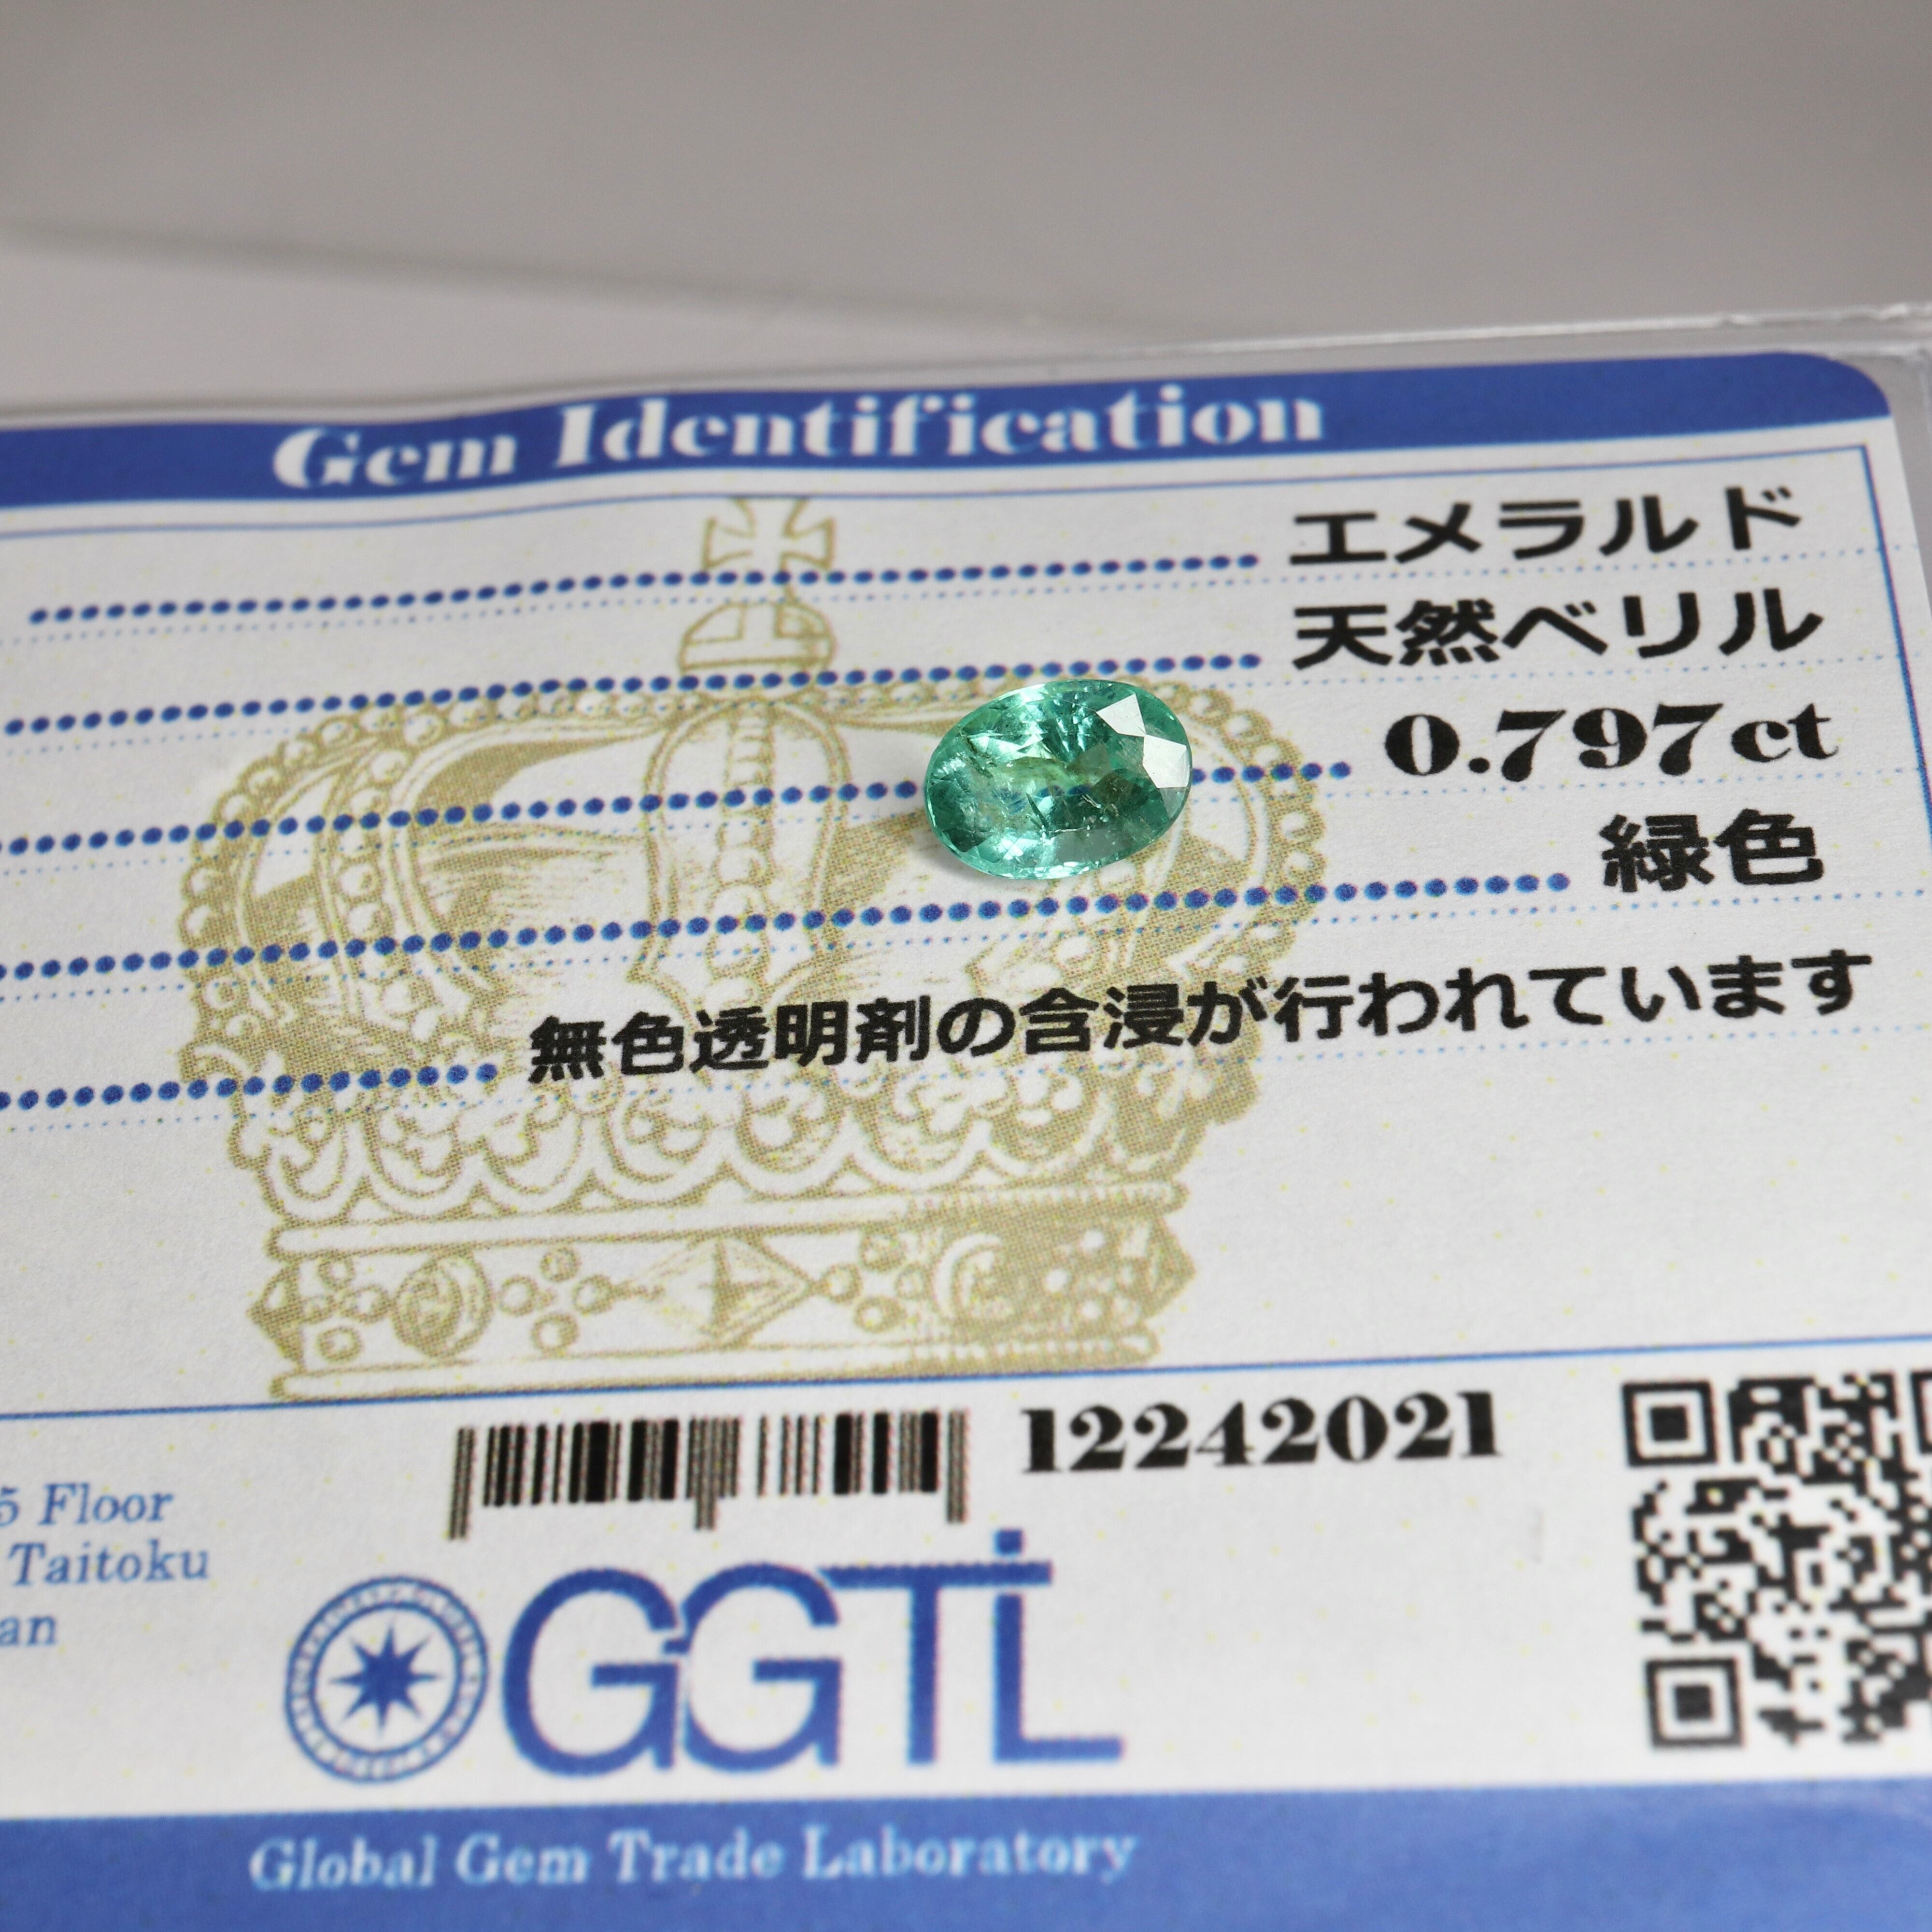 Gem Identification
エメラルド
天然ベリル
0.797ct
緑色
無色透明剤の含浸が行われています
12242021
5 Floor
Taitoku
an
GGTL
Global Gem Trade Laboratory